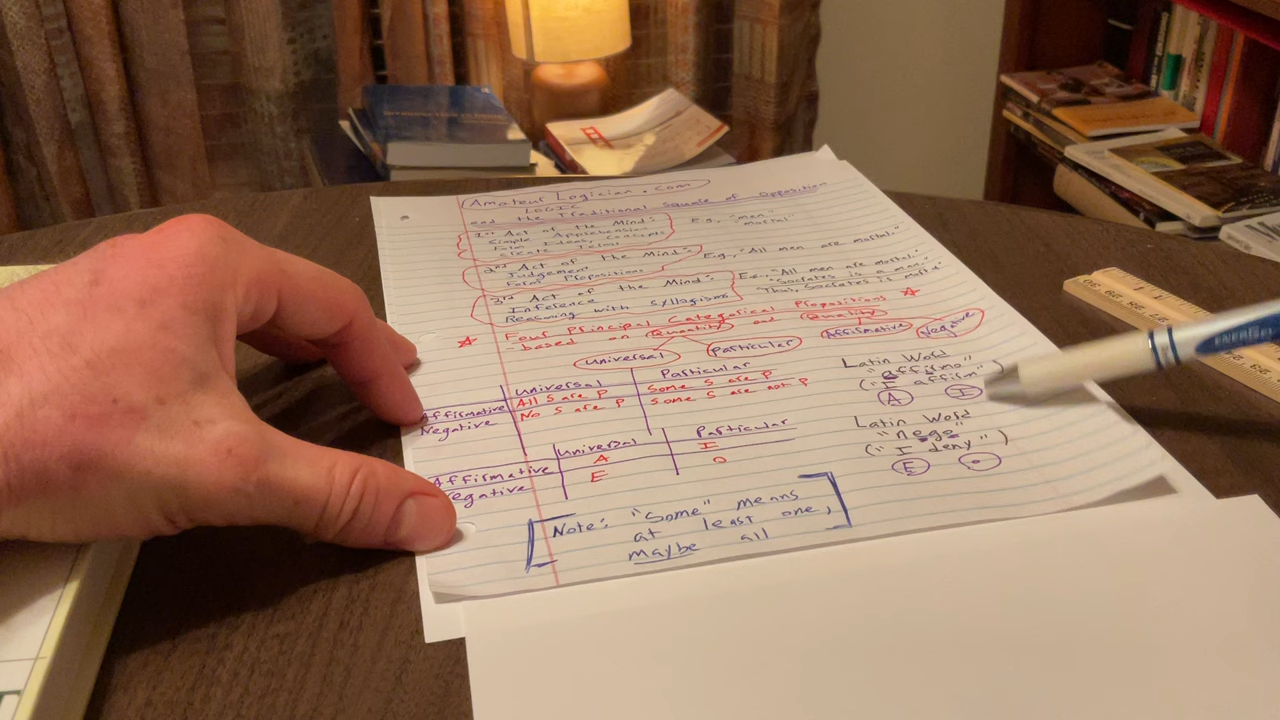 AmateurLogician.com
LOGIC
and the Traditional Square of Opposition
1st Act of the Mind:
Simple Apprehension
Form Ideas, Concepts
Create Terms
E.g., "men"
"mortal"
2nd Act of the Mind:
Judgement
Form Propositions
E.g., "All men are mortal."
3rd Act of the Mind:
Inference
Reasoning with Syllogisms
E.g., "All men are mortal."
"Socrates is a man."
"Thus, Socrates is mortal."
Four Principal Categorical Propositions
-based on Quantity and Quality
Universal Particular Affirmative Negative
Universal Particular
Affirmative All S are P Some S are P
Negative No S are P Some S are not P
Universal Particular
Affirmative A I
Negative E O
Latin Word
"affirmo"
("I affirm")
A I
Latin Word
"nego"
("I deny")
E O
Note: "Some" means
at least one,
maybe all
ENERGEL